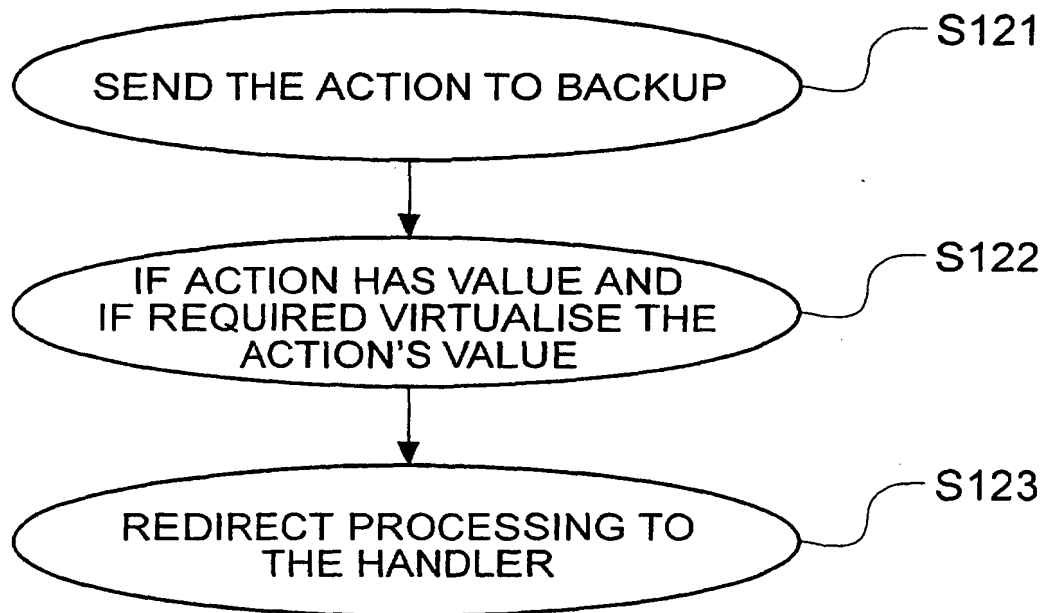 S121
SEND THE ACTION TO BACKUP
S122
IF ACTION HAS VALUE AND
IF REQUIRED VIRTUALISE THE
ACTION'S VALUE
S123
REDIRECT PROCESSING TO
THE HANDLER